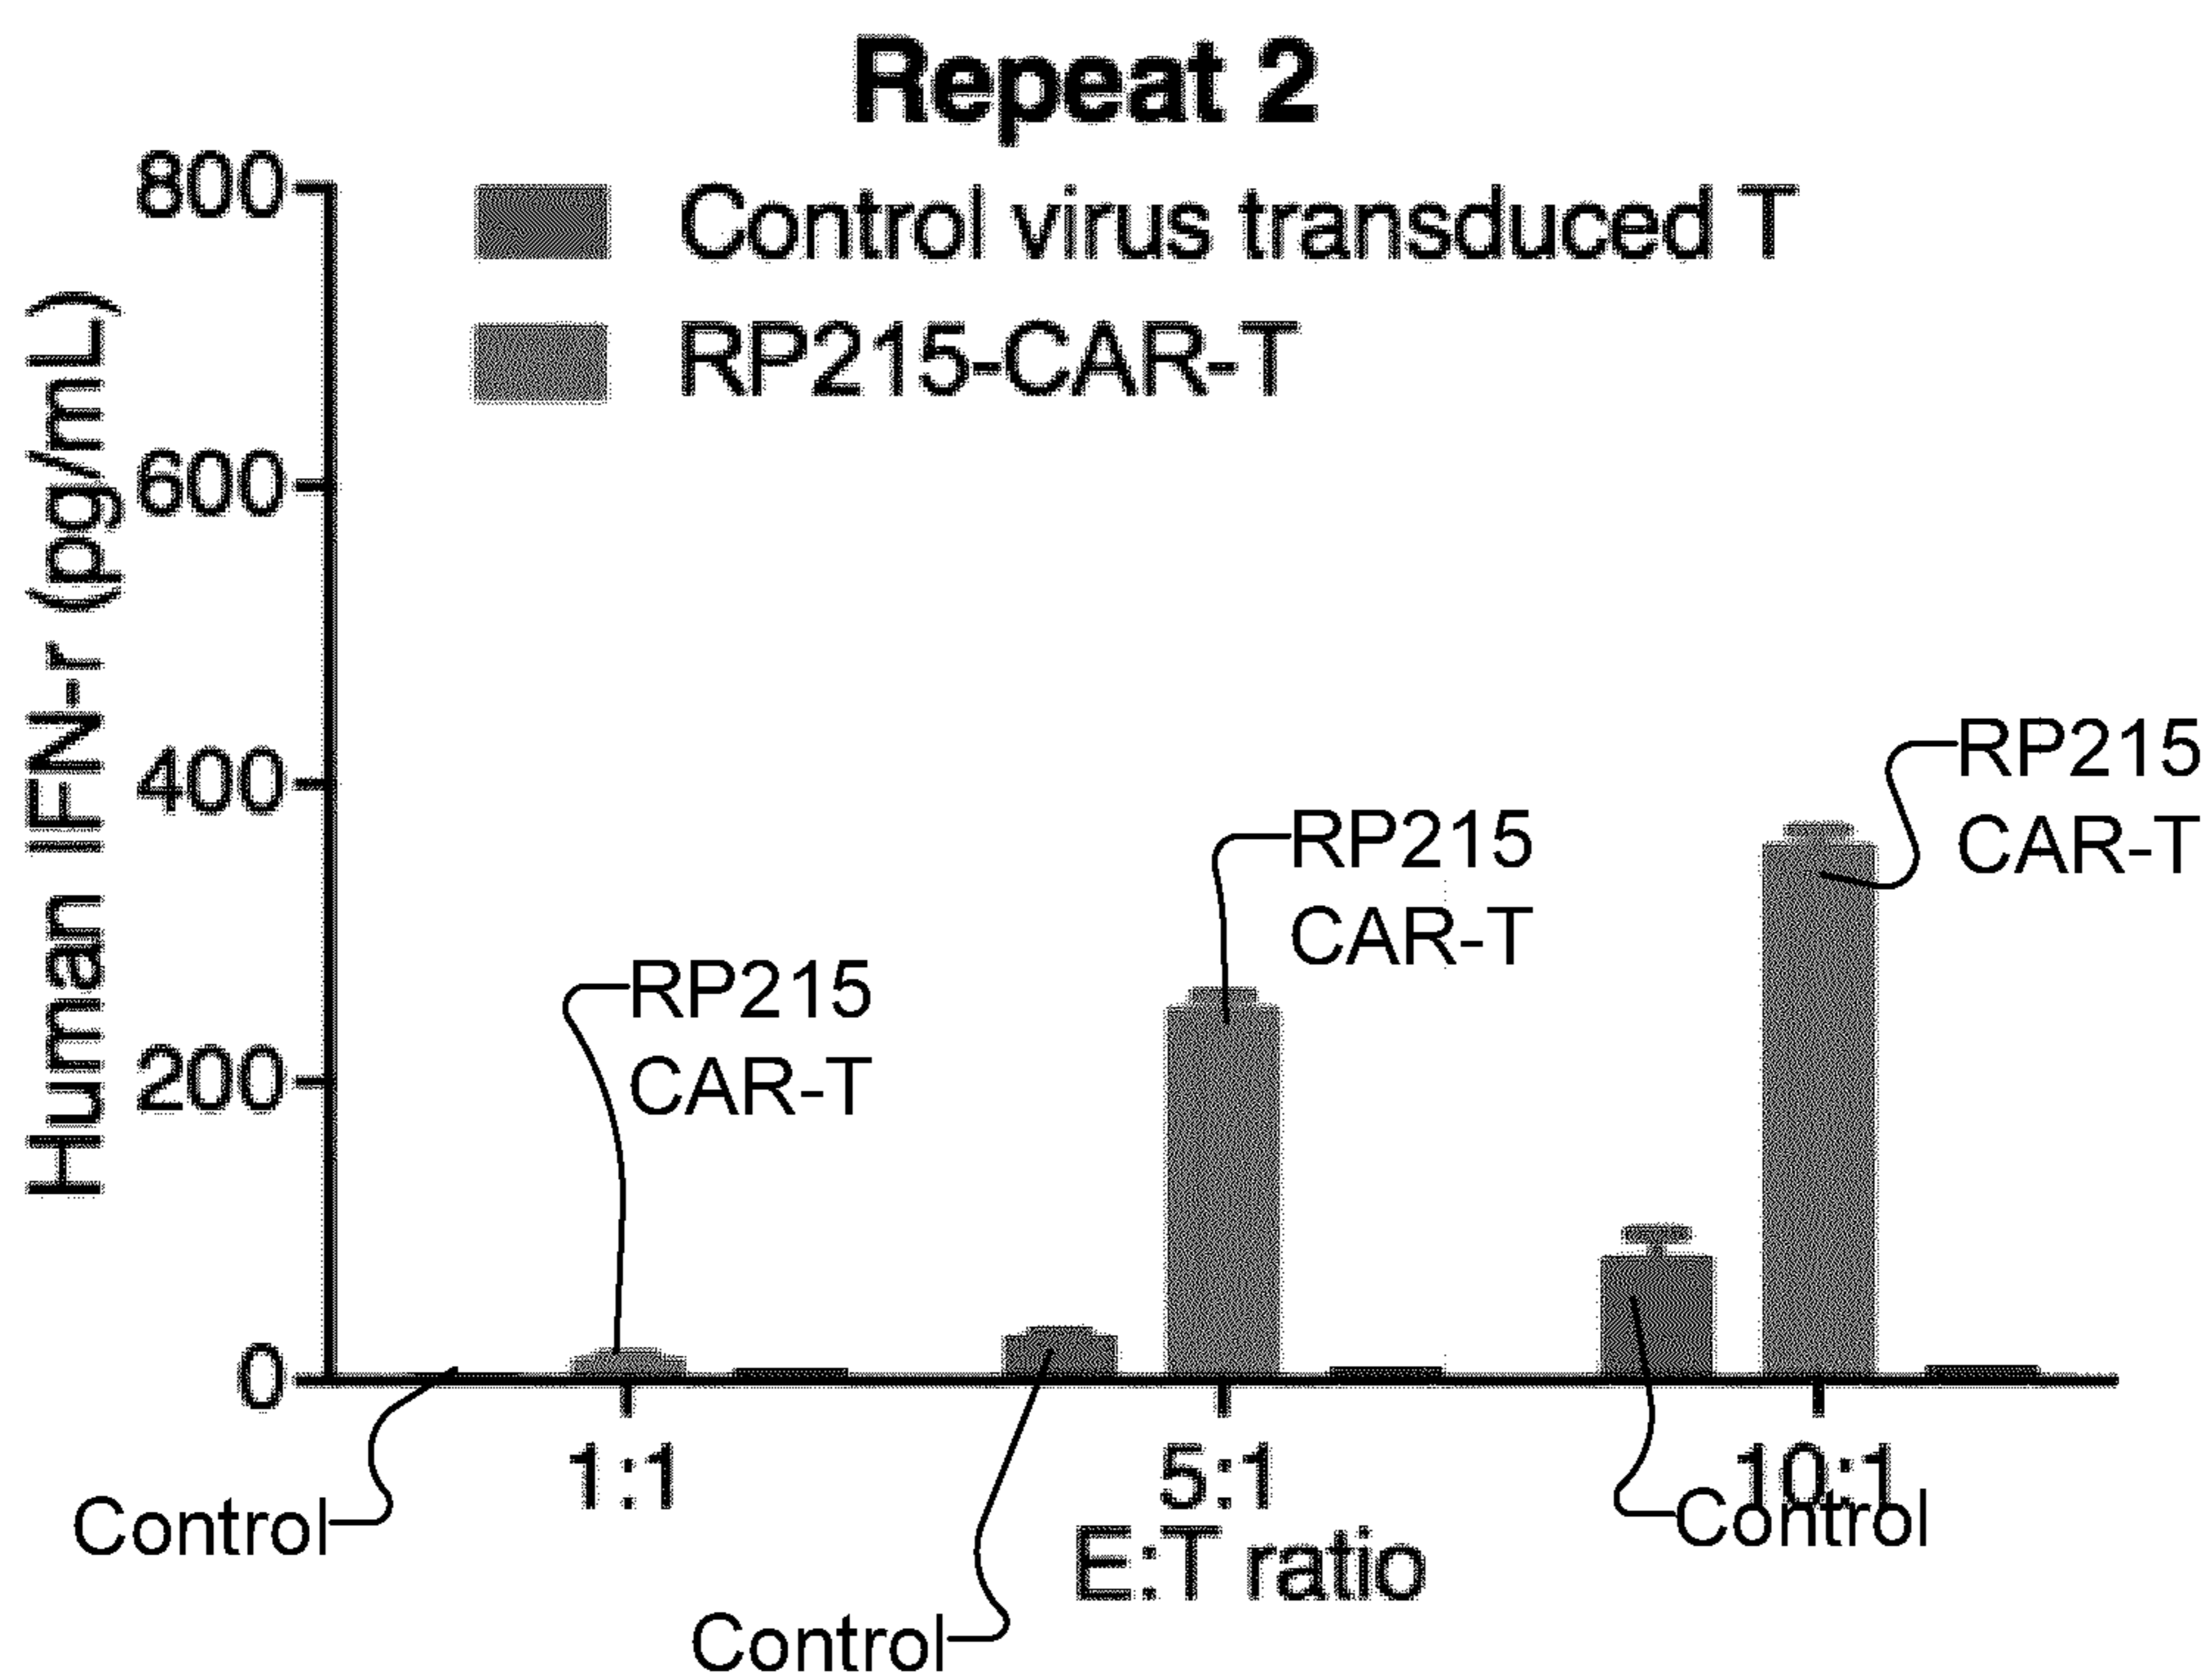 Repeat 2
Control virus transduced T
RP215-CAR-T
Human IFN-r (pg/mL)
800
600
400
200
0
RP215
CAR-T
RP215
CAR-T
RP215
CAR-T
1:1
5:1
10:1
Control
Control
Control
E:T ratio